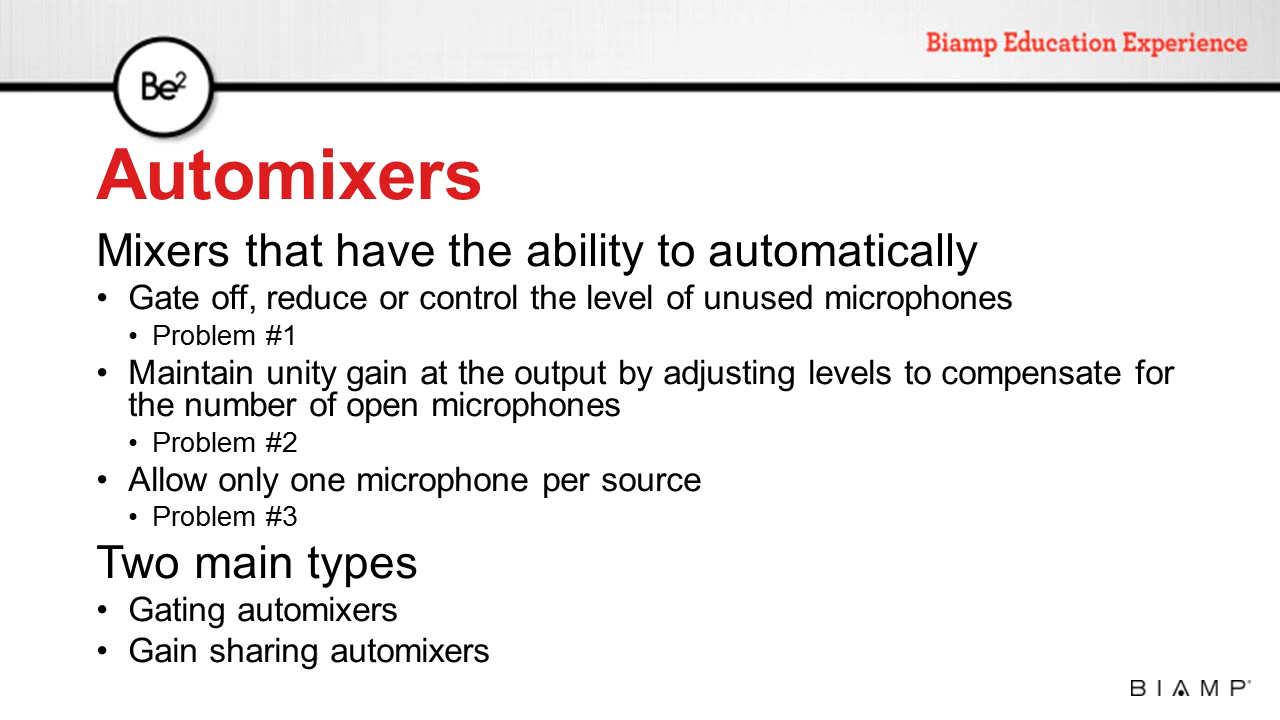 Biamp Education Experience
Be²
Automixers
Mixers that have the ability to automatically
• Gate off, reduce or control the level of unused microphones
• Problem #1
• Maintain unity gain at the output by adjusting levels to compensate for
the number of open microphones
• Problem #2
• Allow only one microphone per source
• Problem #3
Two main types
• Gating automixers
• Gain sharing automixers
BIAMP®